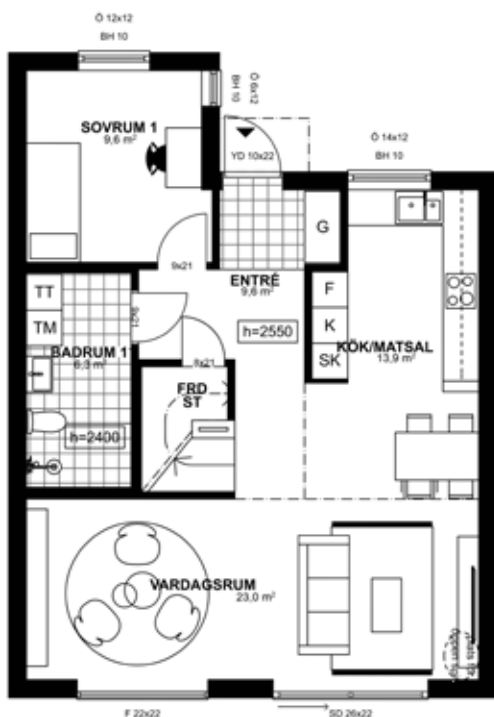 Ö 12x12
BH 10
Ö 6x12
BH 10
SOVRUM 1
9,6 m²
YD 10x22
Ö 14x12
BH 10
G
9x21
ENTRÉ
9,6 m²
TT
F
9x21
h=2550
TM
K
KÖK/MATSAL
13,9 m²
BADRUM 1
6,3 m²
8x21
SK
FRD
ST
h=2400
VARDAGSRUM
23,0 m²
F 22x22
SD 26x22